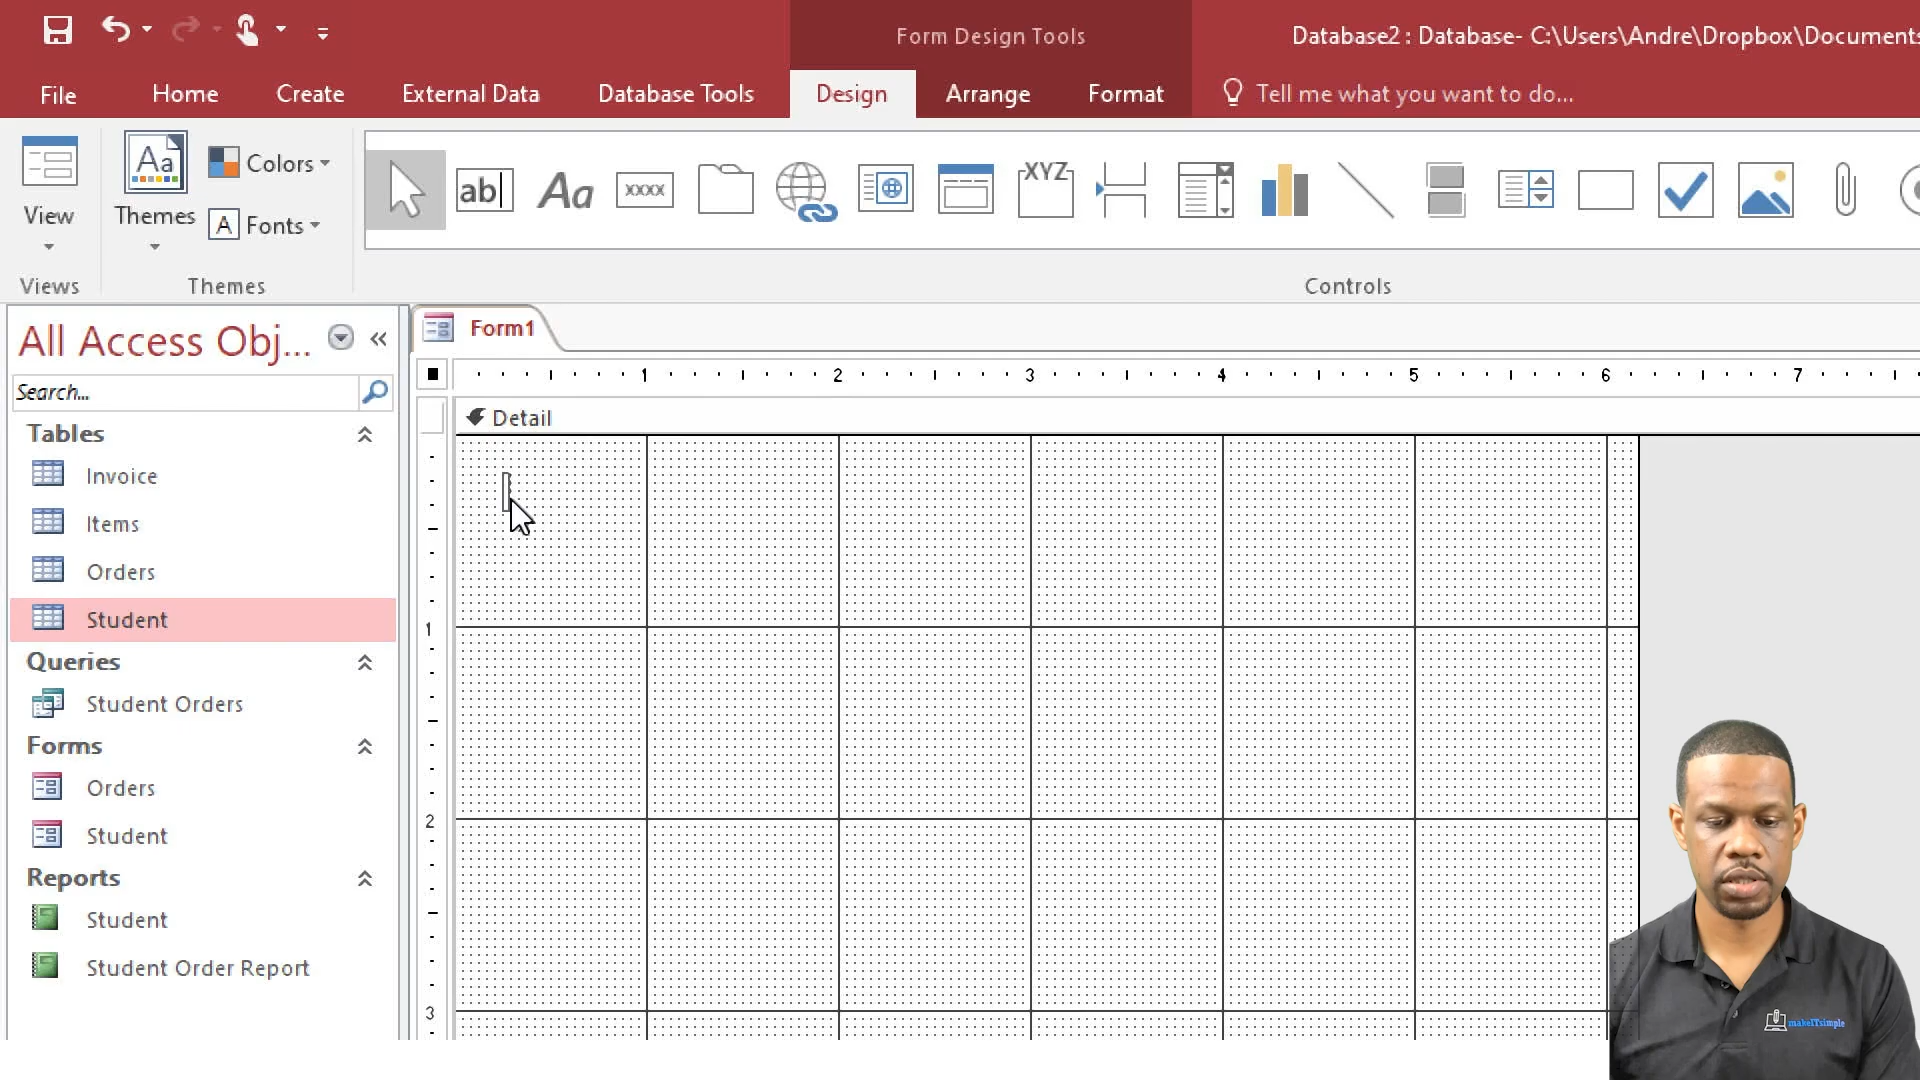 Form Design Tools
Database2 : Database- C:\Users\Andre\Dropbox\Documents
File Home Create External Data Database Tools Design Arrange Format Tell me what you want to do...
View
Themes
Aa
Colors
A Fonts
ab
Aa
xxxx
XYZ
Views Themes Controls
All Access Obj...
Form1
Search...
1 2 3 4 5 6 7
Detail
Tables
Invoice
Items
Orders
Student
Queries
Student Orders
Forms
Orders
Student
Reports
Student
Student Order Report
1
2
3
makeITsimple